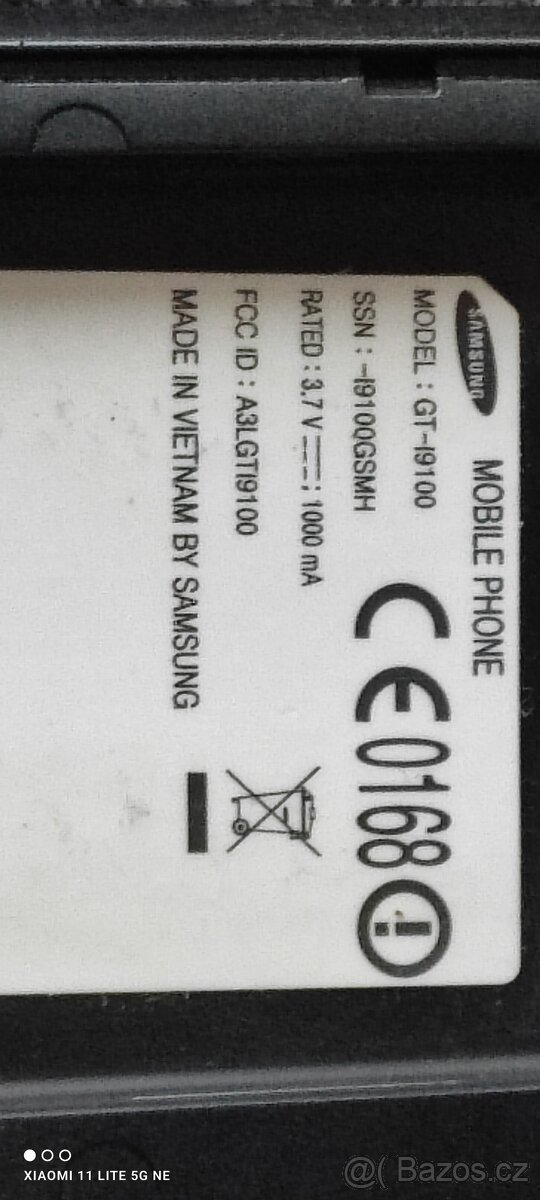 SAMSUNG
MOBILE PHONE
MODEL : GT-I9100
SSN : -I9100GSMH
RATED : 3.7 V ; 1000 mA
FCC ID : A3LGTI9100
MADE IN VIETNAM BY SAMSUNG
CE0168
XIAOMI 11 LITE 5G NE
@( Bazos.cz